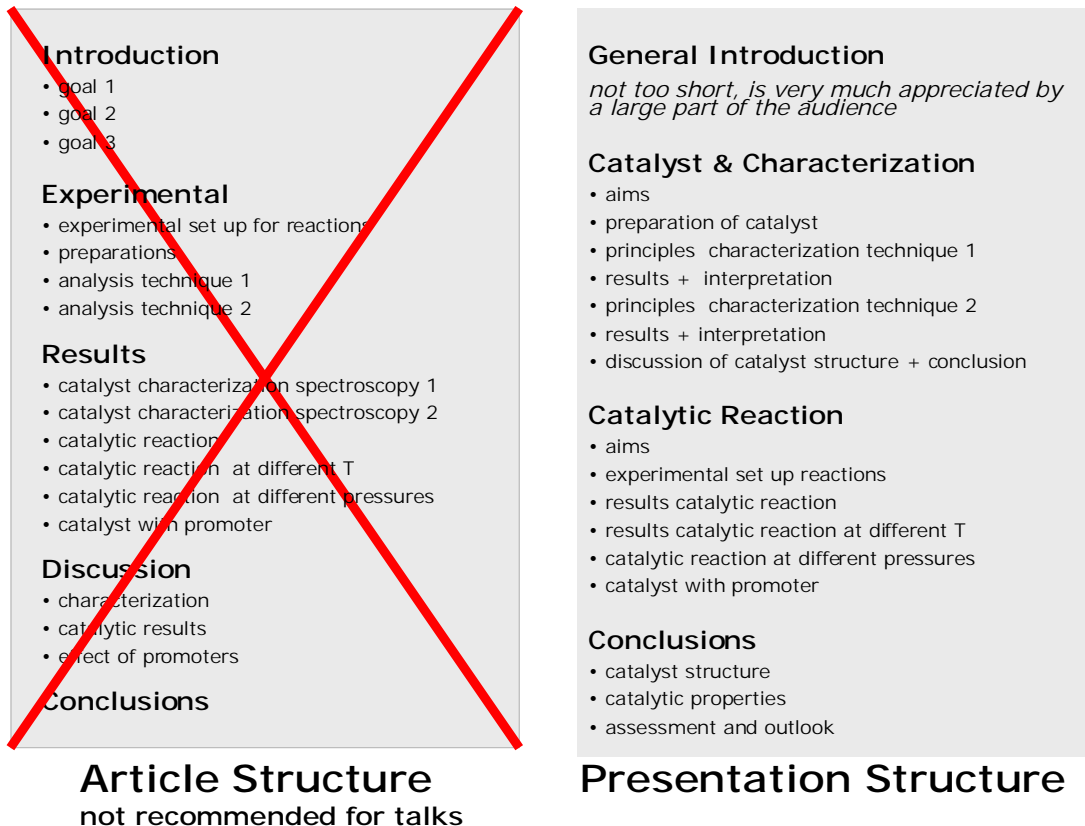 Introduction
• goal 1
• goal 2
• goal 3
Experimental
• experimental set up for reactions
• preparations
• analysis technique 1
• analysis technique 2
Results
• catalyst characterization spectroscopy 1
• catalyst characterization spectroscopy 2
• catalytic reaction
• catalytic reaction at different T
• catalytic reaction at different pressures
• catalyst with promoter
Discussion
• characterization
• catalytic results
• effect of promoters
Conclusions
Article Structure
not recommended for talks
General Introduction
not too short, is very much appreciated by
a large part of the audience
Catalyst & Characterization
• aims
• preparation of catalyst
• principles characterization technique 1
• results + interpretation
• principles characterization technique 2
• results + interpretation
• discussion of catalyst structure + conclusion
Catalytic Reaction
• aims
• experimental set up reactions
• results catalytic reaction
• results catalytic reaction at different T
• catalytic reaction at different pressures
• catalyst with promoter
Conclusions
• catalyst structure
• catalytic properties
• assessment and outlook
Presentation Structure